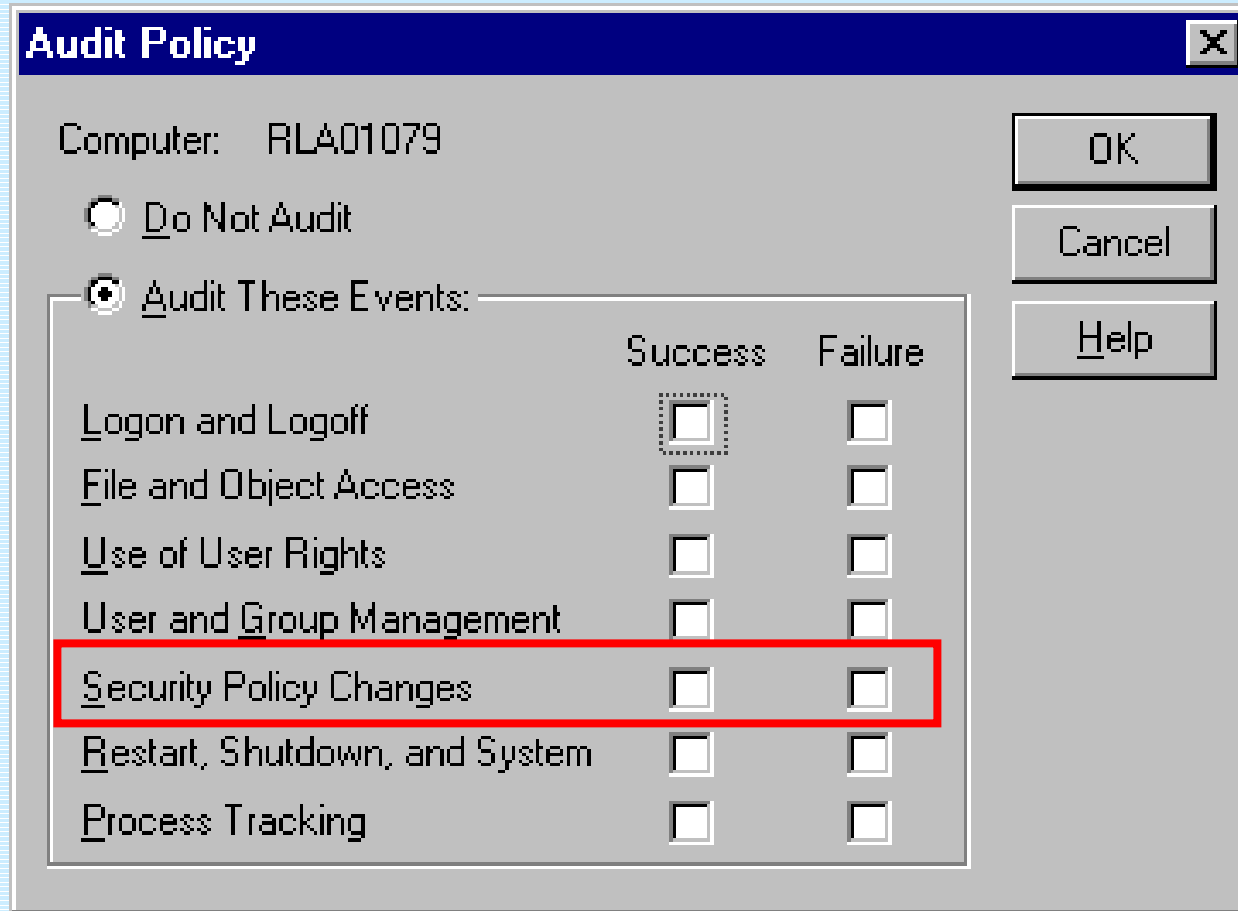 Audit Policy
Computer: RLA01079
Do Not Audit
Audit These Events:
Success Failure
Logon and Logoff
File and Object Access
Use of User Rights
User and Group Management
Security Policy Changes
Restart, Shutdown, and System
Process Tracking
OK
Cancel
Help